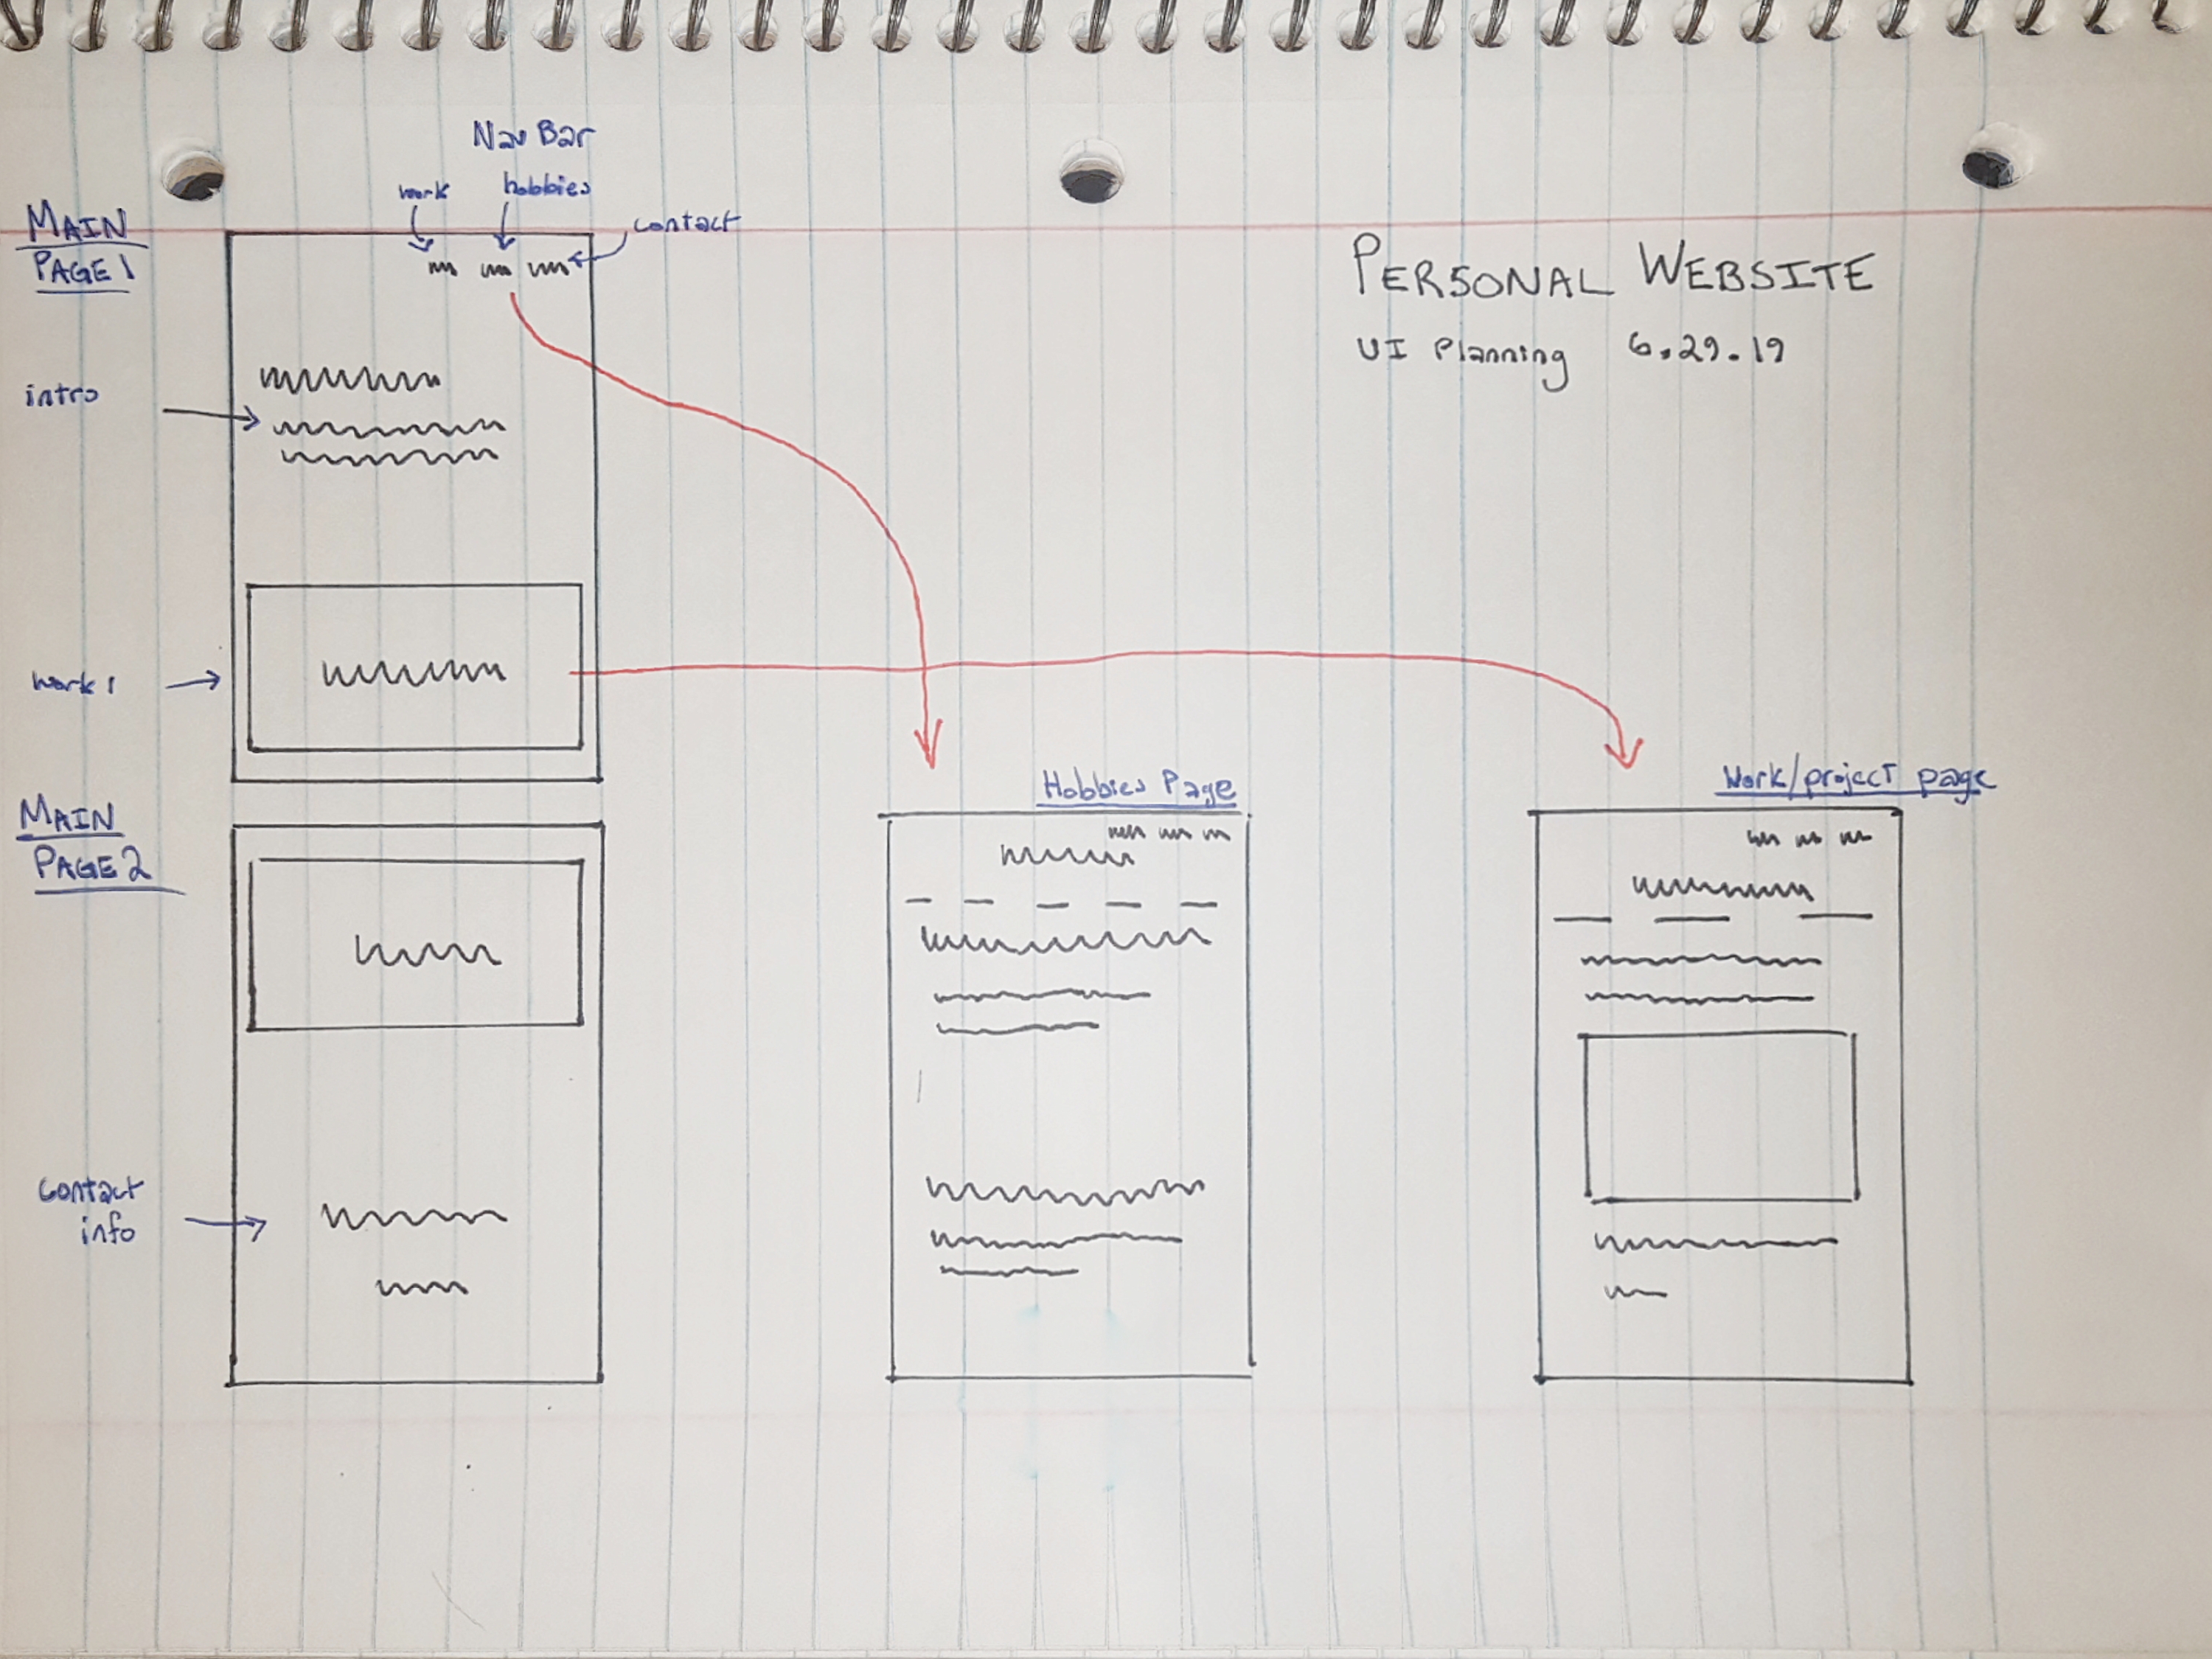 Nav Bar
work hobbies
contact
MAIN
PAGE 1
PERSONAL WEBSITE
UI Planning 6.29.19
intro
work 1
Hobbies Page
Work/project page
MAIN
PAGE 2
Contact
info